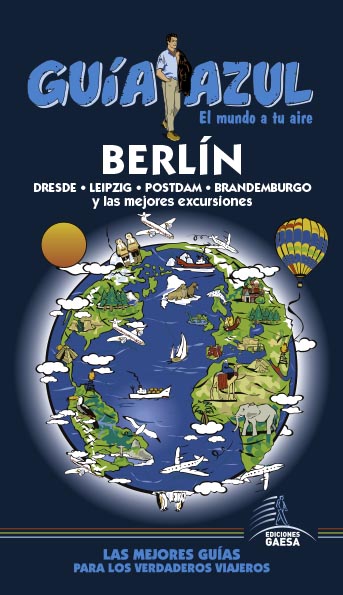 GUÍA AZUL
El mundo a tu aire
BERLÍN
DRESDE • LEIPZIG • POSTDAM • BRANDEMBURGO
y las mejores excursiones
EDICIONES
GAESA
LAS MEJORES GUÍAS
PARA LOS VERDADEROS VIAJEROS